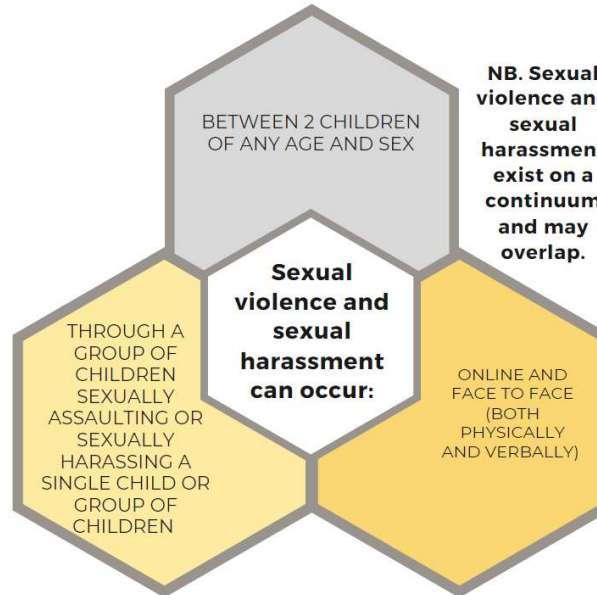 BETWEEN 2 CHILDREN
OF ANY AGE AND SEX
NB. Sexual
violence and
sexual
harassment
exist on a
continuum
and may
overlap.
Sexual
violence and
sexual
harassment
can occur:
THROUGH A
GROUP OF
CHILDREN
SEXUALLY
ASSAULTING OR
SEXUALLY
HARASSING A
SINGLE CHILD OR
GROUP OF
CHILDREN
ONLINE AND
FACE TO FACE
(BOTH
PHYSICALLY
AND VERBALLY)